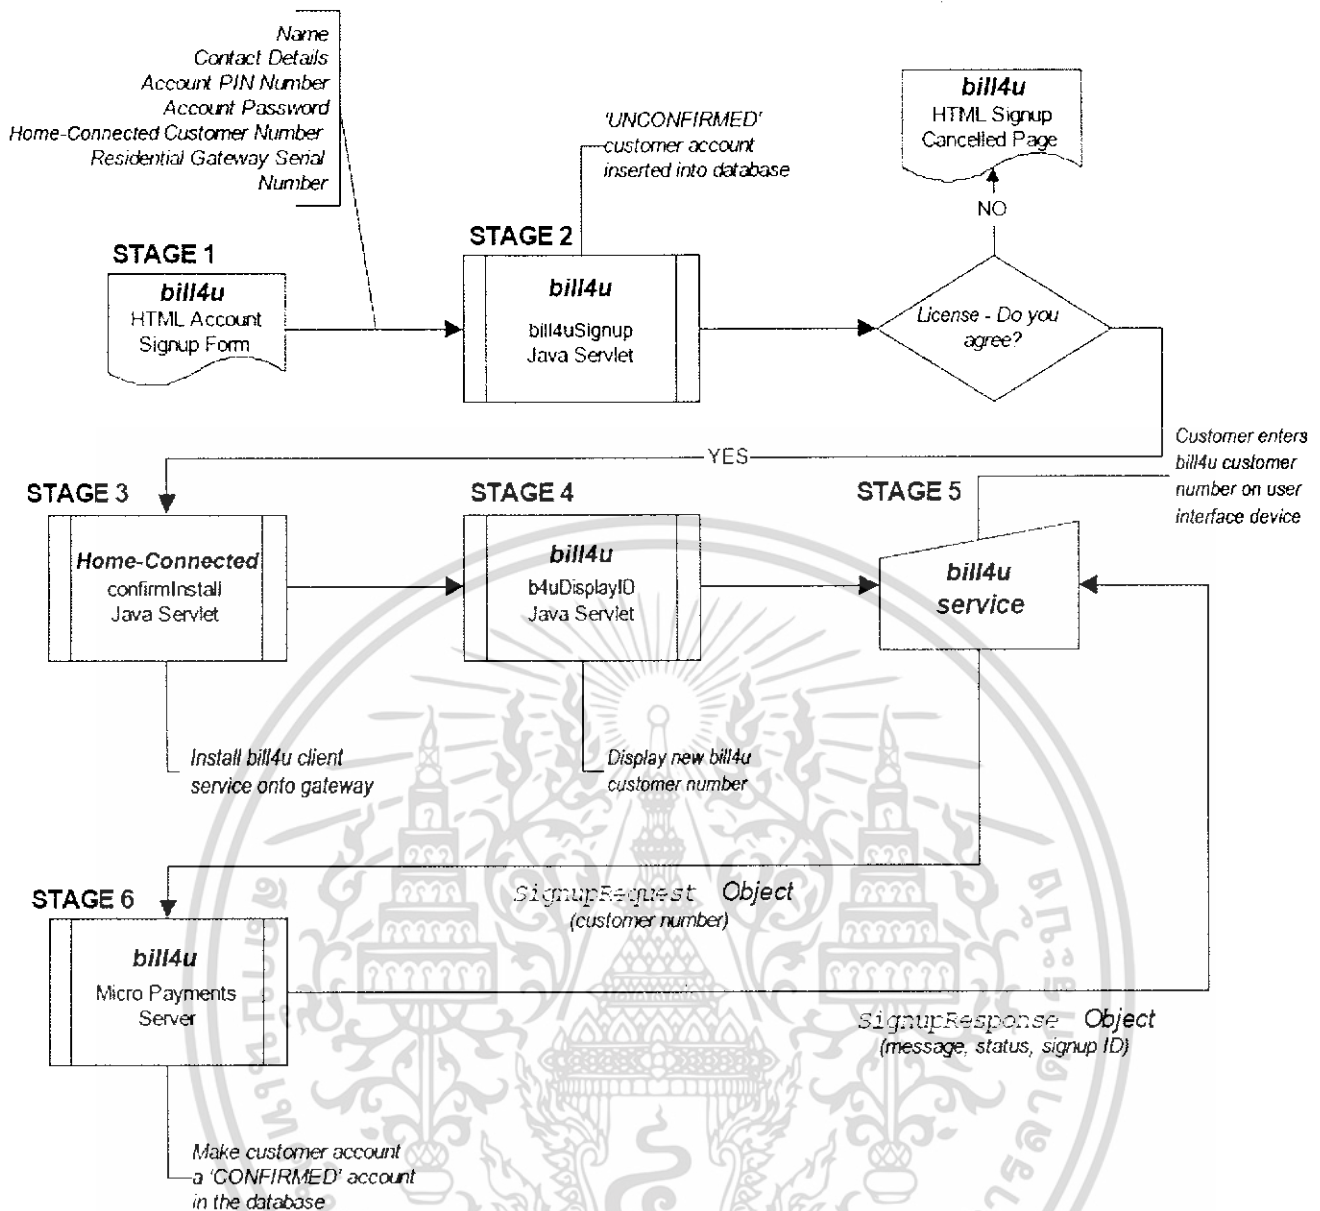 Name
Contact Details
Account PIN Number
Account Password
Home-Connected Customer Number
Residential Gateway Serial
Number
'UNCONFIRMED'
customer account
inserted into database
bill4u
HTML Signup
Cancelled Page
NO
STAGE 1
bill4u
HTML Account
Signup Form
STAGE 2
bill4u
bill4uSignup
Java Servlet
License - Do you
agree?
YES
Customer enters
bill4u customer
number on user
interface device
STAGE 3
Home-Connected
confirmInstall
Java Servlet
Install bill4u client
service onto gateway
STAGE 4
bill4u
b4uDisplayID
Java Servlet
Display new bill4u
customer number
STAGE 5
bill4u
service
SignupRequest Object
(customer number)
STAGE 6
bill4u
Micro Payments
Server
SignupResponse Object
(message, status, signup ID)
Make customer account
a 'CONFIRMED' account
in the database